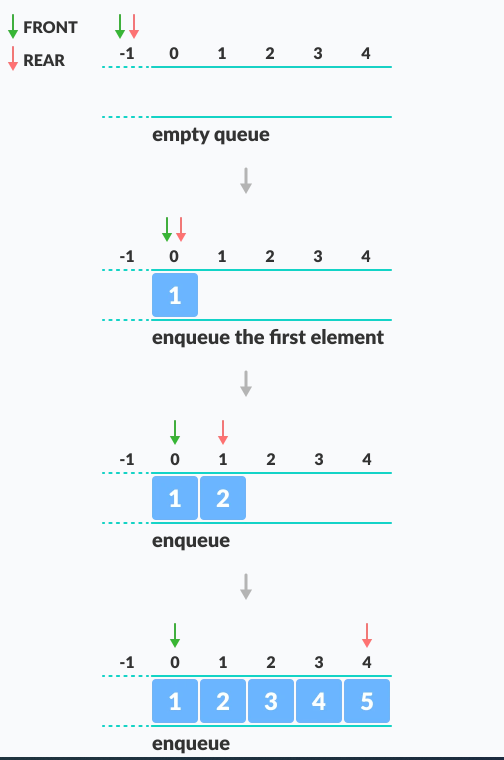 FRONT
REAR
-1 0 1 2 3 4
empty queue
-1 0 1 2 3 4
1
enqueue the first element
-1 0 1 2 3 4
1 2
enqueue
-1 0 1 2 3 4
1 2 3 4 5
enqueue